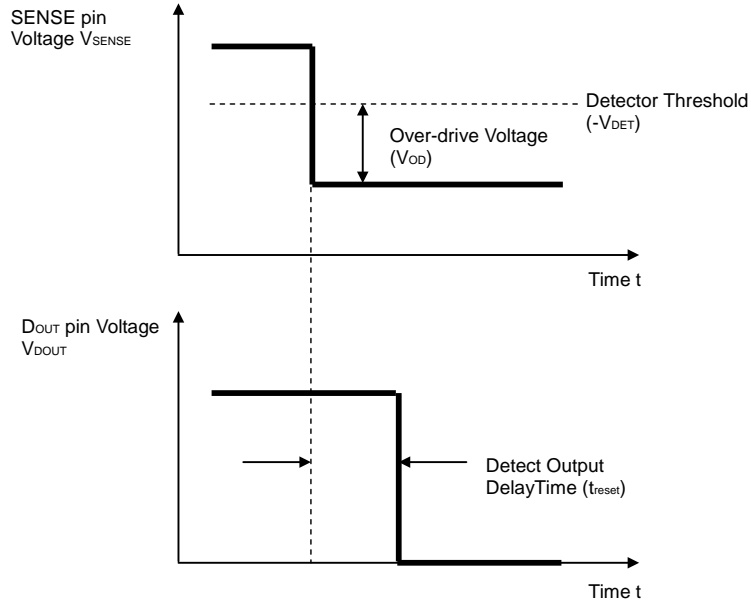 SENSE pin
Voltage VSENSE
Detector Threshold
(-VDET)
Over-drive Voltage
(VOD)
Time t
DOUT pin Voltage
VDOUT
Detect Output
DelayTime (treset)
Time t